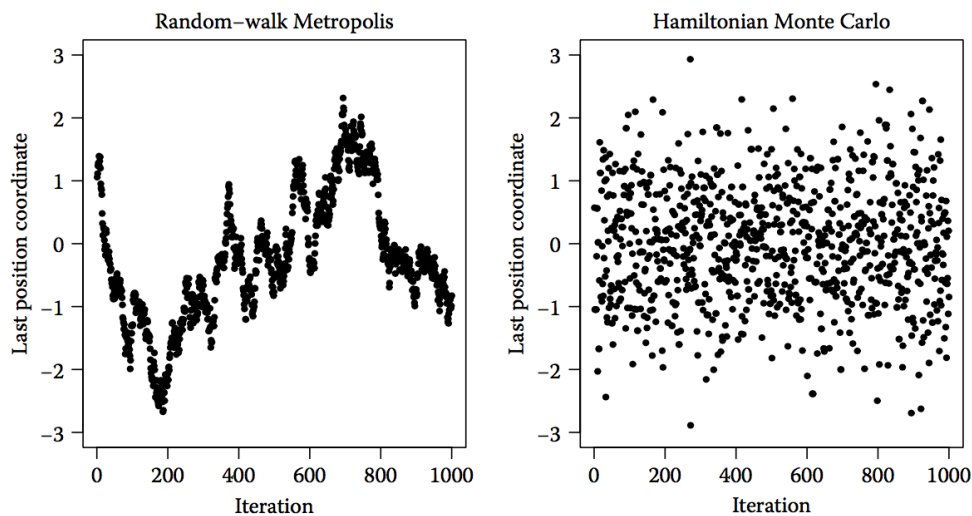 Random−walk Metropolis
Last position coordinate
3
2
1
0
−1
−2
−3
0 200 400 600 800 1000
Iteration
Hamiltonian Monte Carlo
Last position coordinate
3
2
1
0
−1
−2
−3
0 200 400 600 800 1000
Iteration